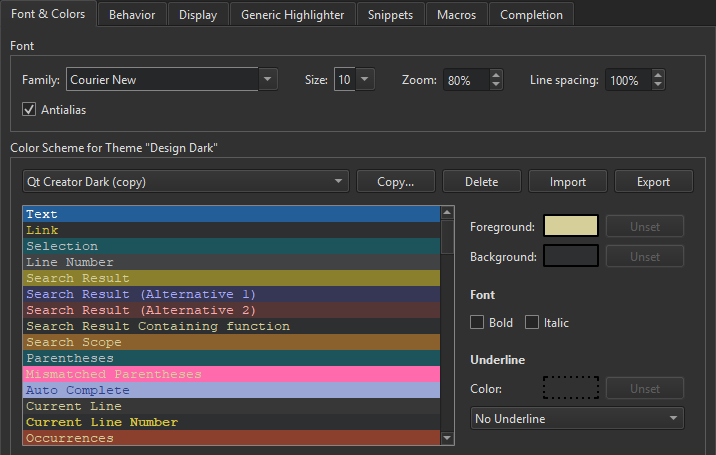 Font & Colors Behavior Display Generic Highlighter Snippets Macros Completion
Font
Family: Courier New Size: 10 Zoom: 80% Line spacing: 100%
Antialias
Color Scheme for Theme "Design Dark"
Qt Creator Dark (copy) Copy... Delete Import Export
Text
Link
Selection
Line Number
Search Result
Search Result (Alternative 1)
Search Result (Alternative 2)
Search Result Containing function
Search Scope
Parentheses
Mismatched Parentheses
Auto Complete
Current Line
Current Line Number
Occurrences
Foreground: Unset
Background: Unset
Font
Bold Italic
Underline
Color: Unset
No Underline